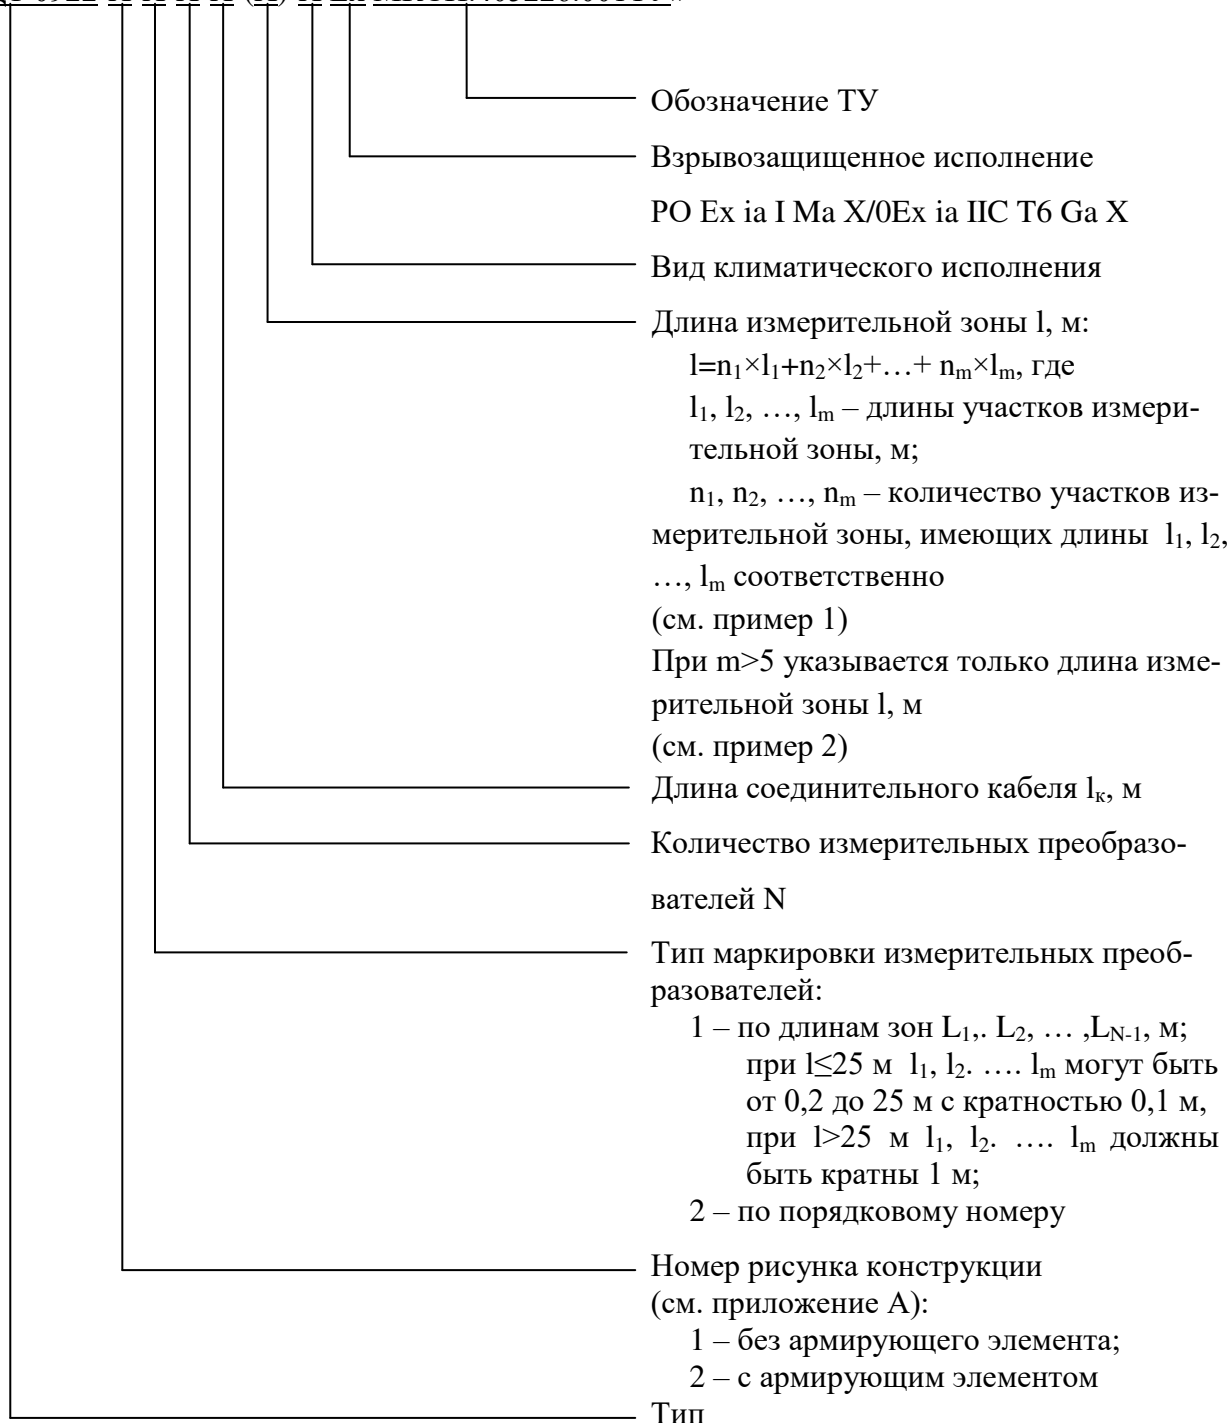 Обозначение ТУ
Взрывозащищенное исполнение
PO Ex ia I Ma X/0Ex ia IIC T6 Ga X
Вид климатического исполнения
Длина измерительной зоны l, м:
l=n₁×l₁+n₂×l₂+…+ nₘ×lₘ, где
l₁, l₂, …, lₘ – длины участков измери-
тельной зоны, м;
n₁, n₂, …, nₘ – количество участков из-
мерительной зоны, имеющих длины l₁, l₂,
…, lₘ соответственно
(см. пример 1)
При m>5 указывается только длина изме-
рительной зоны l, м
(см. пример 2)
Длина соединительного кабеля lк, м
Количество измерительных преобразо-
вателей N
Тип маркировки измерительных преоб-
разователей:
1 – по длинам зон L₁,. L₂, … ,L_N-1, м;
при l≤25 м l₁, l₂. …. lₘ могут быть
от 0,2 до 25 м с кратностью 0,1 м,
при l>25 м l₁, l₂. …. lₘ должны
быть кратны 1 м;
2 – по порядковому номеру
Номер рисунка конструкции
(см. приложение А):
1 – без армирующего элемента;
2 – с армирующим элементом
Тип